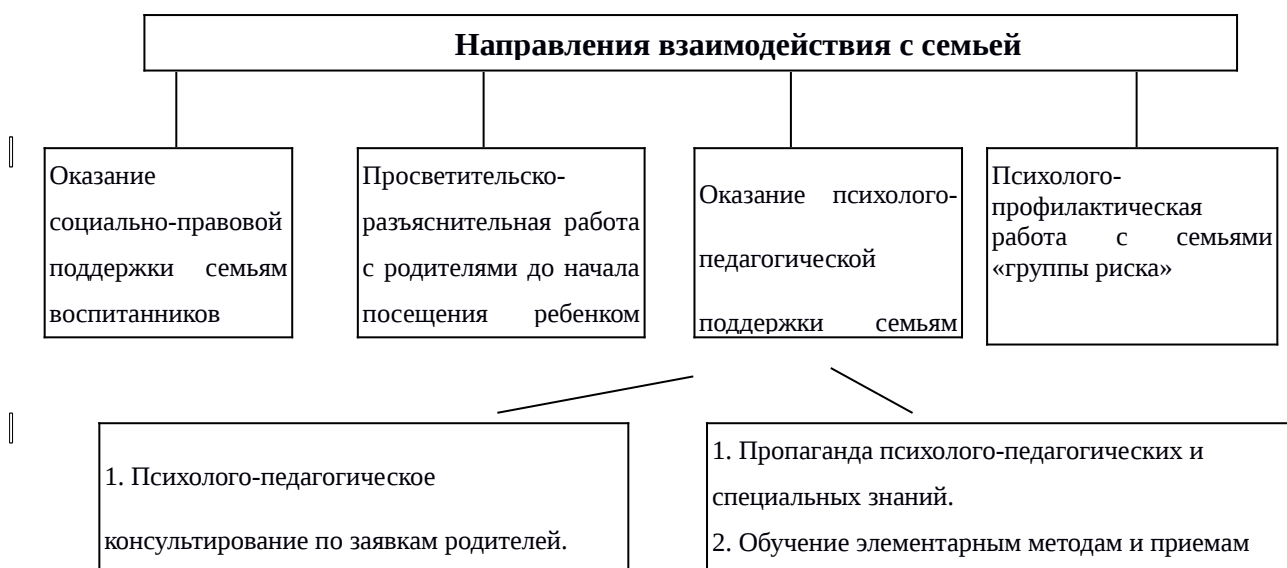 Направления взаимодействия с семьей
Оказание
социально-правовой
поддержки семьям
воспитанников
Просветительско-
разъяснительная работа
с родителями до начала
посещения ребенком
Оказание психолого-
педагогической
поддержки семьям
Психолого-
профилактическая
работа с семьями
«группы риска»
1. Психолого-педагогическое
консультирование по заявкам родителей.
1. Пропаганда психолого-педагогических и
специальных знаний.
2. Обучение элементарным методам и приемам